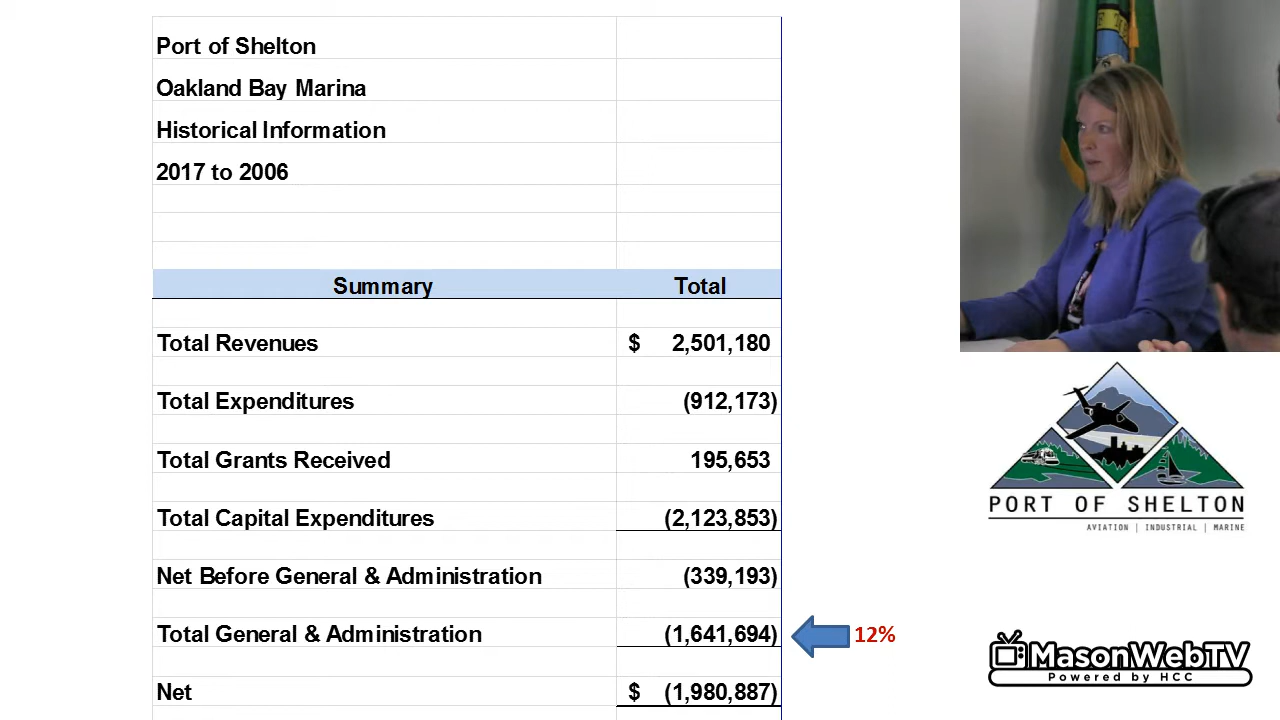 Port of Shelton
Oakland Bay Marina
Historical Information
2017 to 2006
Summary Total
Total Revenues $ 2,501,180
Total Expenditures (912,173)
Total Grants Received 195,653
Total Capital Expenditures (2,123,853)
Net Before General & Administration (339,193)
Total General & Administration (1,641,694) 12%
Net $ (1,980,887)
PORT OF SHELTON
AVIATION | INDUSTRIAL | MARINE
MasonWebTV
Powered by HCC